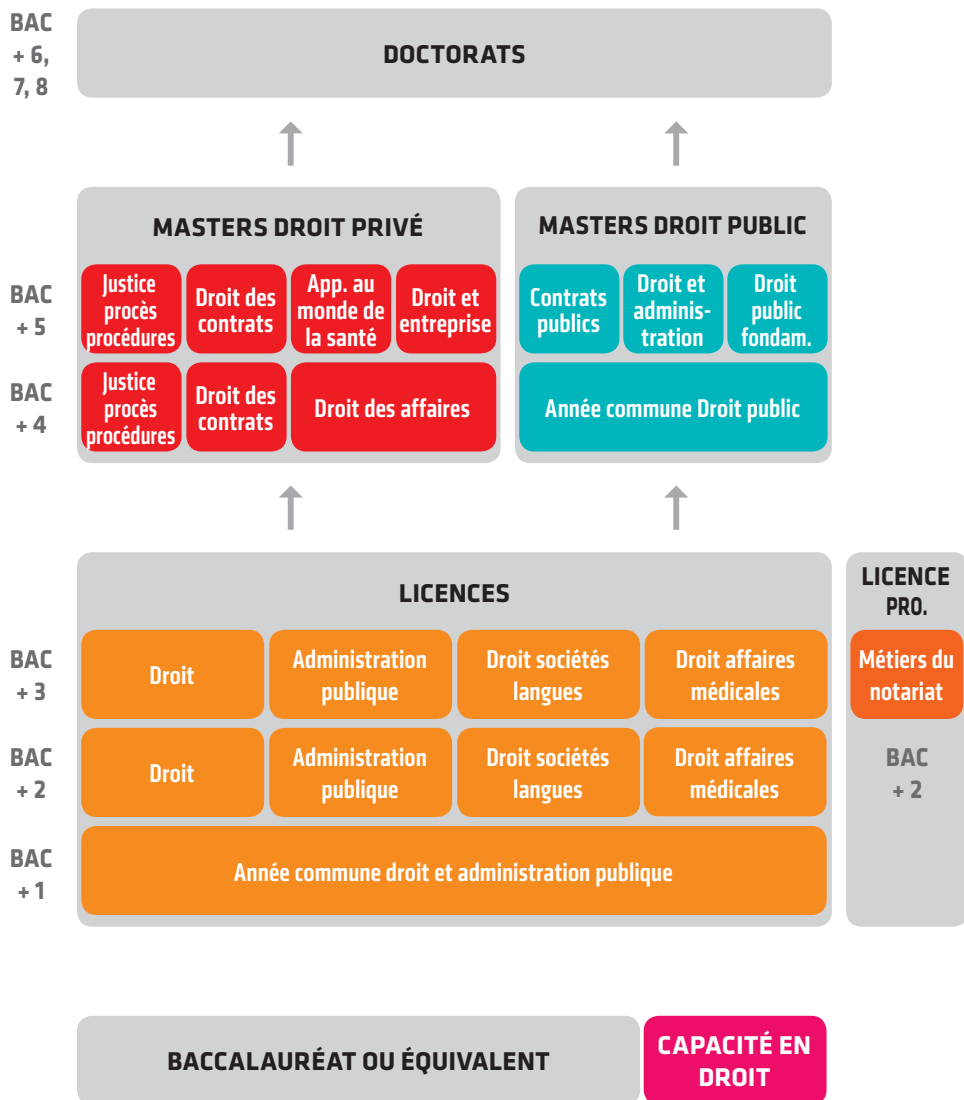 BAC
+ 6,
7, 8
DOCTORATS
MASTERS DROIT PRIVÉ
MASTERS DROIT PUBLIC
BAC
+ 5
Justice
procès
procédures
Droit des
contrats
App. au
monde de
la santé
Droit et
entreprise
Contrats
publics
Droit et
adminis-
tration
Droit
public
fondam.
BAC
+ 4
Justice
procès
procédures
Droit des
contrats
Droit des affaires
Année commune Droit public
LICENCES
LICENCE
PRO.
BAC
+ 3
Droit
Administration
publique
Droit sociétés
langues
Droit affaires
médicales
Métiers du
notariat
BAC
+ 2
Droit
Administration
publique
Droit sociétés
langues
Droit affaires
médicales
BAC
+ 2
BAC
+ 1
Année commune droit et administration publique
BACCALAURÉAT OU ÉQUIVALENT
CAPACITÉ EN
DROIT